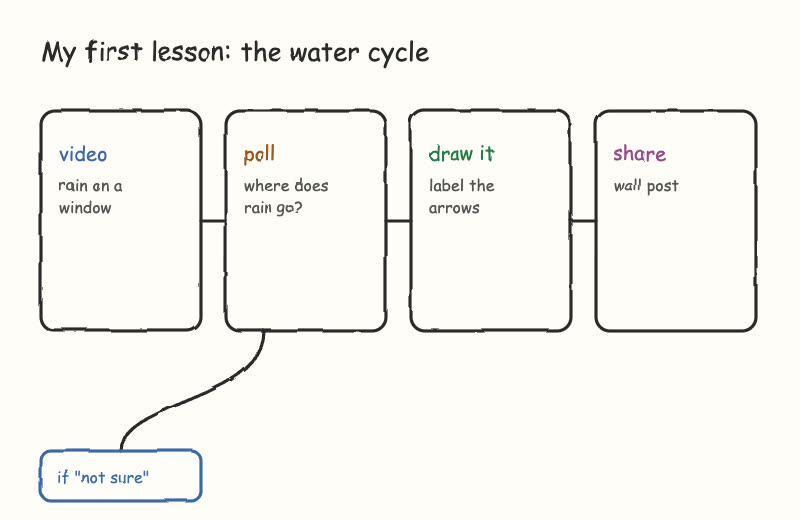 My first lesson: the water cycle
video
rain on a
window
poll
where does
rain go?
draw it
label the
arrows
share
wall post
if "not sure"